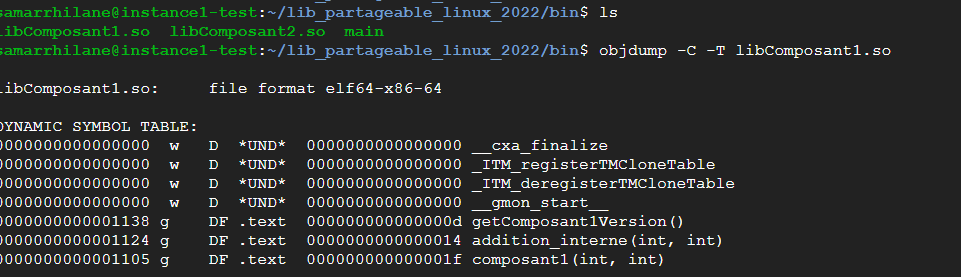 samarrhilane@instance1-test:~/lib_partageable_linux_2022/bin$ ls
libComposant1.so  libComposant2.so  main
samarrhilane@instance1-test:~/lib_partageable_linux_2022/bin$ objdump -C -T libComposant1.so
libComposant1.so:     file format elf64-x86-64
DYNAMIC SYMBOL TABLE:
0000000000000000  w   D  *UND*  0000000000000000 __cxa_finalize
0000000000000000  w   D  *UND*  0000000000000000 _ITM_registerTMCloneTable
0000000000000000  w   D  *UND*  0000000000000000 _ITM_deregisterTMCloneTable
0000000000000000  w   D  *UND*  0000000000000000 __gmon_start__
0000000000001138 g    DF .text  000000000000000d getComposant1Version()
0000000000001124 g    DF .text  0000000000000014 addition_interne(int, int)
0000000000001105 g    DF .text  000000000000001f composant1(int, int)